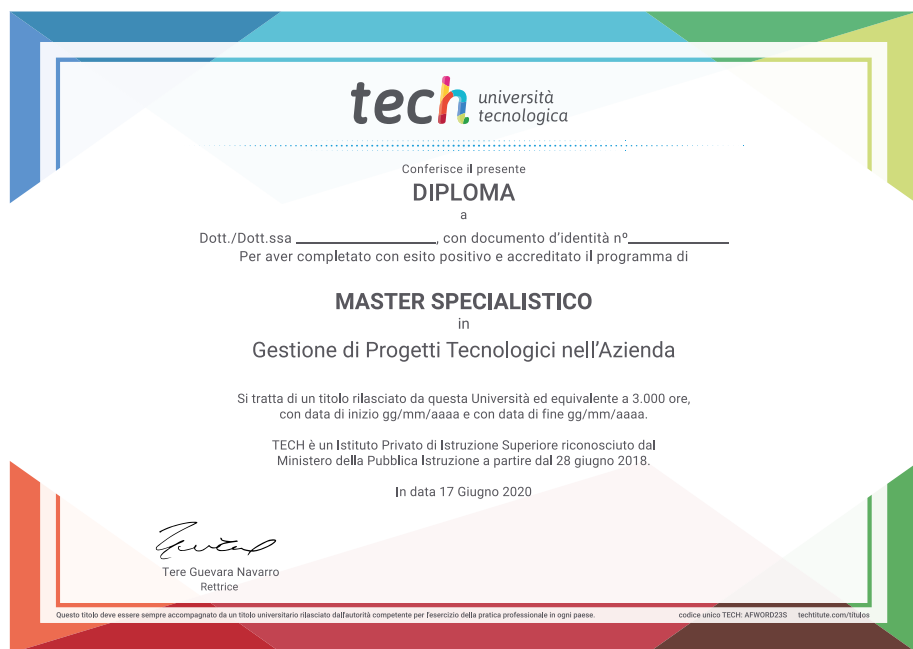 tech università
tecnologica
Conferisce il presente
DIPLOMA
a
Dott./Dott.ssa ________________, con documento d'identità nº____________
Per aver completato con esito positivo e accreditato il programma di
MASTER SPECIALISTICO
in
Gestione di Progetti Tecnologici nell'Azienda
Si tratta di un titolo rilasciato da questa Università ed equivalente a 3.000 ore,
con data di inizio gg/mm/aaaa e con data di fine gg/mm/aaaa.
TECH è un Istituto Privato di Istruzione Superiore riconosciuto dal
Ministero della Pubblica Istruzione a partire dal 28 giugno 2018.
In data 17 Giugno 2020
Tere Guevara Navarro
Rettrice
Questo titolo deve essere sempre accompagnato da un titolo universitario rilasciato dall'autorità competente per l'esercizio della pratica professionale in ogni paese. codice unico TECH: AFWORD23S techtitute.com/titulos